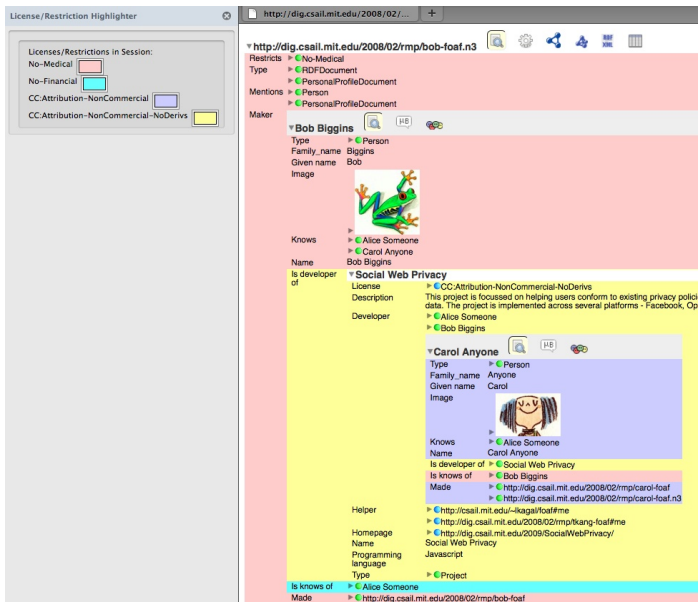 License/Restriction Highlighter
Licenses/Restrictions in Session:
No-Medical
No-Financial
CC:Attribution-NonCommercial
CC:Attribution-NonCommercial-NoDerivs
http://dig.csail.mit.edu/2008/02/...
http://dig.csail.mit.edu/2008/02/rmp/bob-foaf.n3
Restricts No-Medical
Type RDFDocument
PersonalProfileDocument
Mentions Person
PersonalProfileDocument
Maker
Bob Biggins
Type Person
Family_name Biggins
Given name Bob
Image
Knows Alice Someone
Carol Anyone
Name Bob Biggins
Is developer of Social Web Privacy
License CC:Attribution-NonCommercial-NoDerivs
Description This project is focussed on helping users conform to existing privacy polici
data. The project is implemented across several platforms - Facebook, Op
Developer Alice Someone
Bob Biggins
Carol Anyone
Type Person
Family_name Anyone
Given name Carol
Image
Knows Alice Someone
Name Carol Anyone
Is developer of Social Web Privacy
Is knows of Bob Biggins
Made http://dig.csail.mit.edu/2008/02/rmp/carol-foaf
http://dig.csail.mit.edu/2008/02/rmp/carol-foaf.n3
Helper http://csail.mit.edu/~lkagal/foaf#me
http://dig.csail.mit.edu/2008/02/rmp/tkang-foaf#me
Homepage http://dig.csail.mit.edu/2009/SocialWebPrivacy/
Name Social Web Privacy
Programming language Javascript
Type Project
Is knows of Alice Someone
Made http://dig.csail.mit.edu/2008/02/rmp/bob-foaf